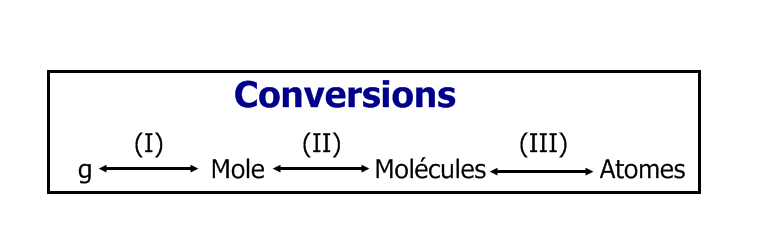 Conversions
(I) (II) (III)
g Mole Molécules Atomes